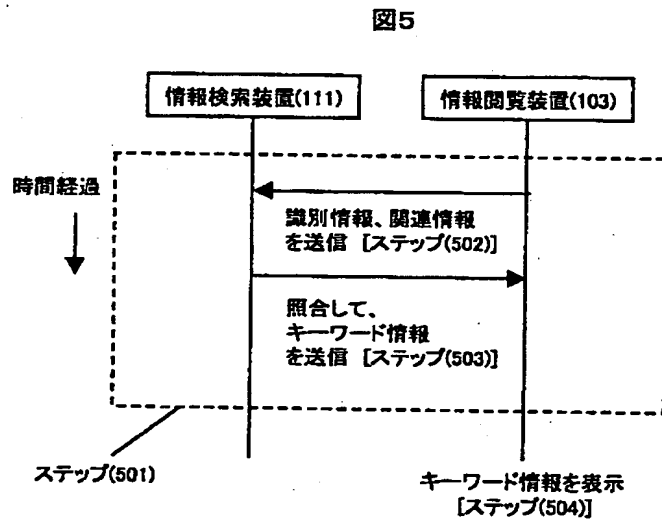 図5
情報検索装置(111)
情報閲覧装置(103)
時間経過
識別情報、関連情報
を送信 [ステップ(502)]
照合して、
キーワード情報
を送信 [ステップ(503)]
ステップ(501)
キーワード情報を表示
[ステップ(504)]